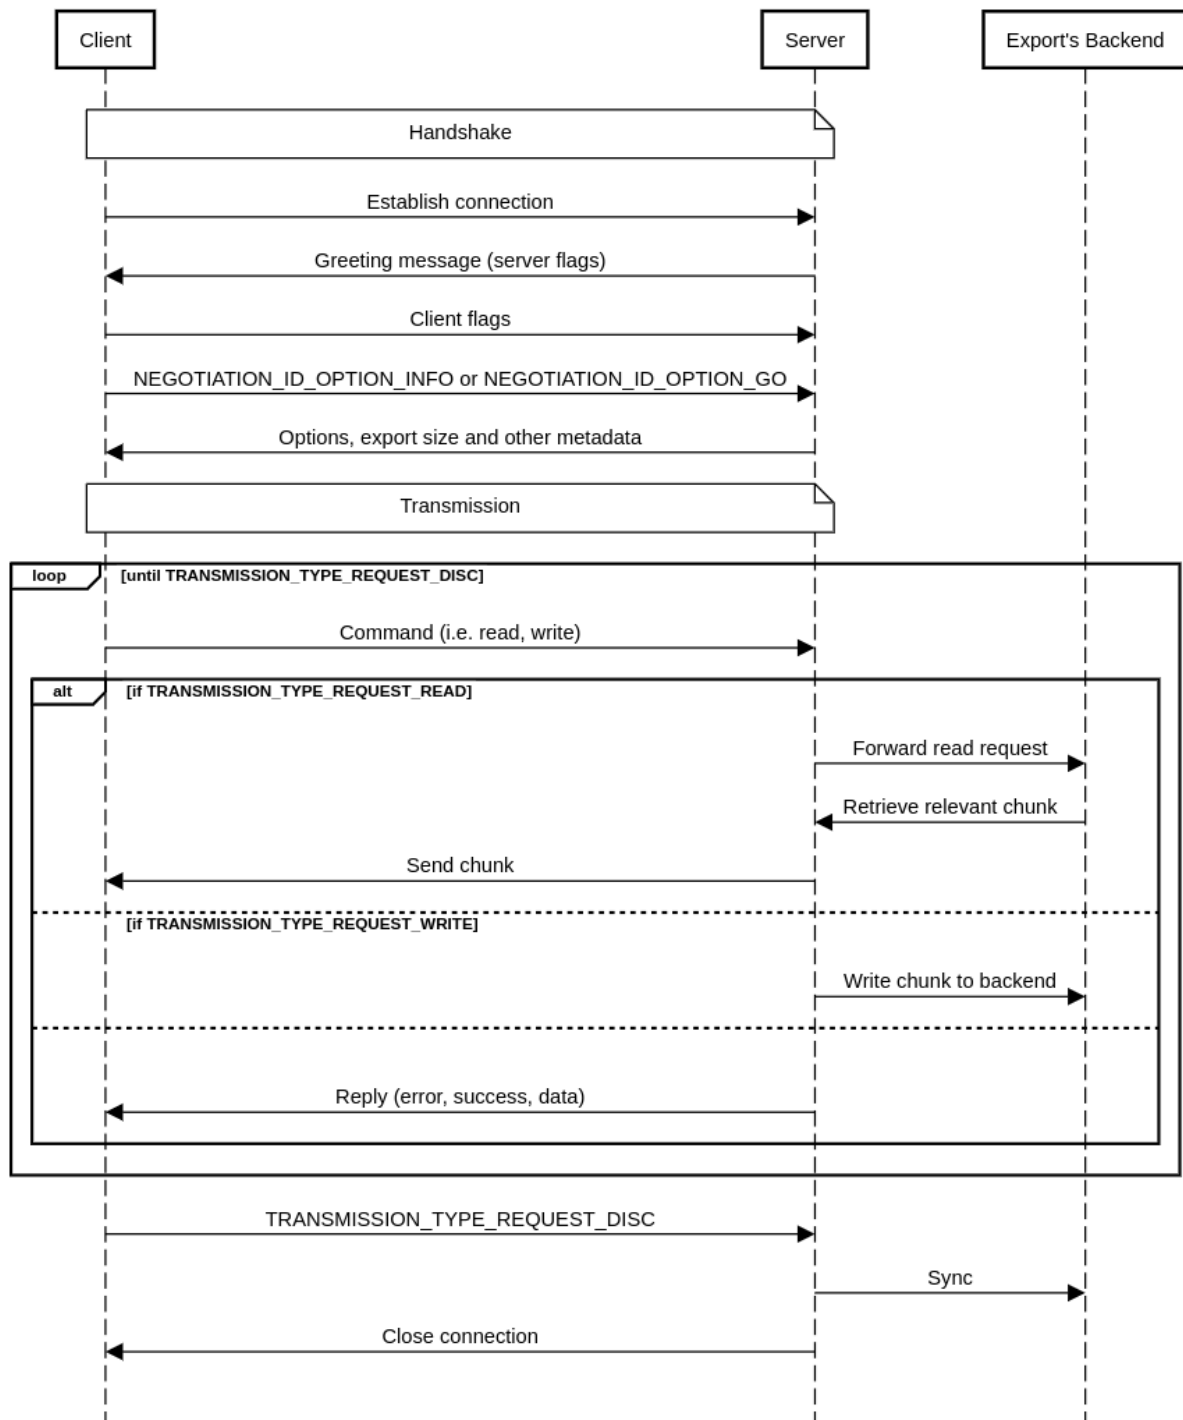 Client
Server
Export's Backend
Handshake
Establish connection
Greeting message (server flags)
Client flags
NEGOTIATION_ID_OPTION_INFO or NEGOTIATION_ID_OPTION_GO
Options, export size and other metadata
Transmission
loop
[until TRANSMISSION_TYPE_REQUEST_DISC]
Command (i.e. read, write)
alt
[if TRANSMISSION_TYPE_REQUEST_READ]
Forward read request
Retrieve relevant chunk
Send chunk
[if TRANSMISSION_TYPE_REQUEST_WRITE]
Write chunk to backend
Reply (error, success, data)
TRANSMISSION_TYPE_REQUEST_DISC
Sync
Close connection